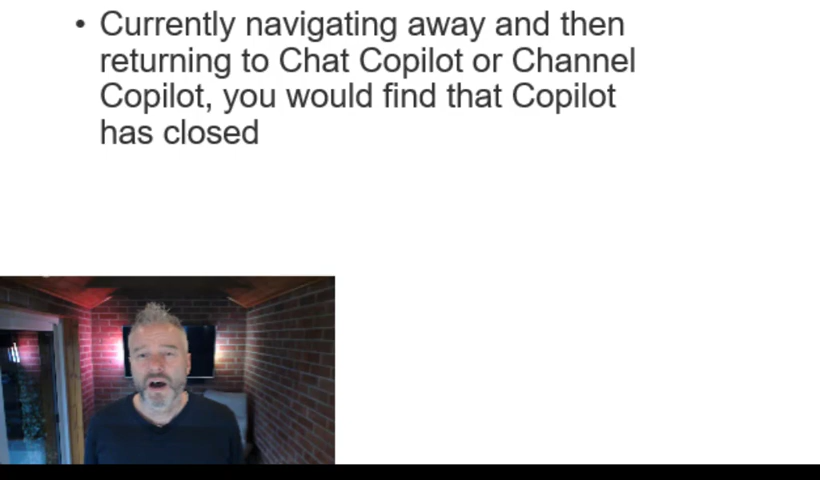 • Currently navigating away and then
returning to Chat Copilot or Channel
Copilot, you would find that Copilot
has closed